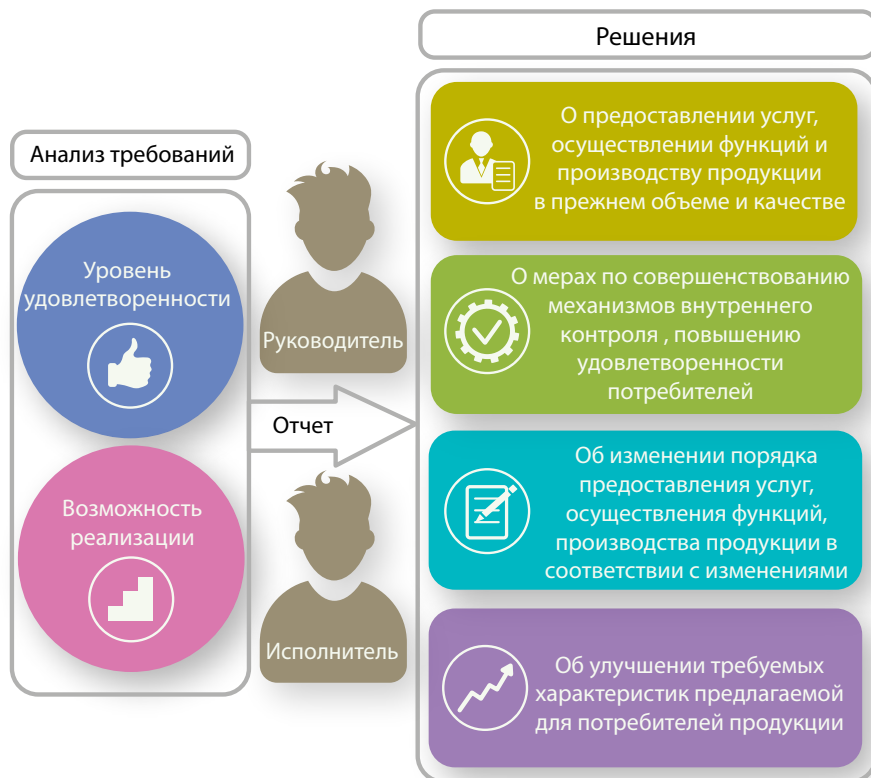 Анализ требований
Уровень
удовлетворенности
Возможность
реализации
Руководитель
Отчет
Исполнитель
Решения
О предоставлении услуг,
осуществлении функций и
производству продукции
в прежнем объеме и качестве
О мерах по совершенствованию
механизмов внутреннего
контроля , повышению
удовлетворенности
потребителей
Об изменении порядка
предоставления услуг,
осуществления функций,
производства продукции в
соответствии с изменениями
Об улучшении требуемых
характеристик предлагаемой
для потребителей продукции